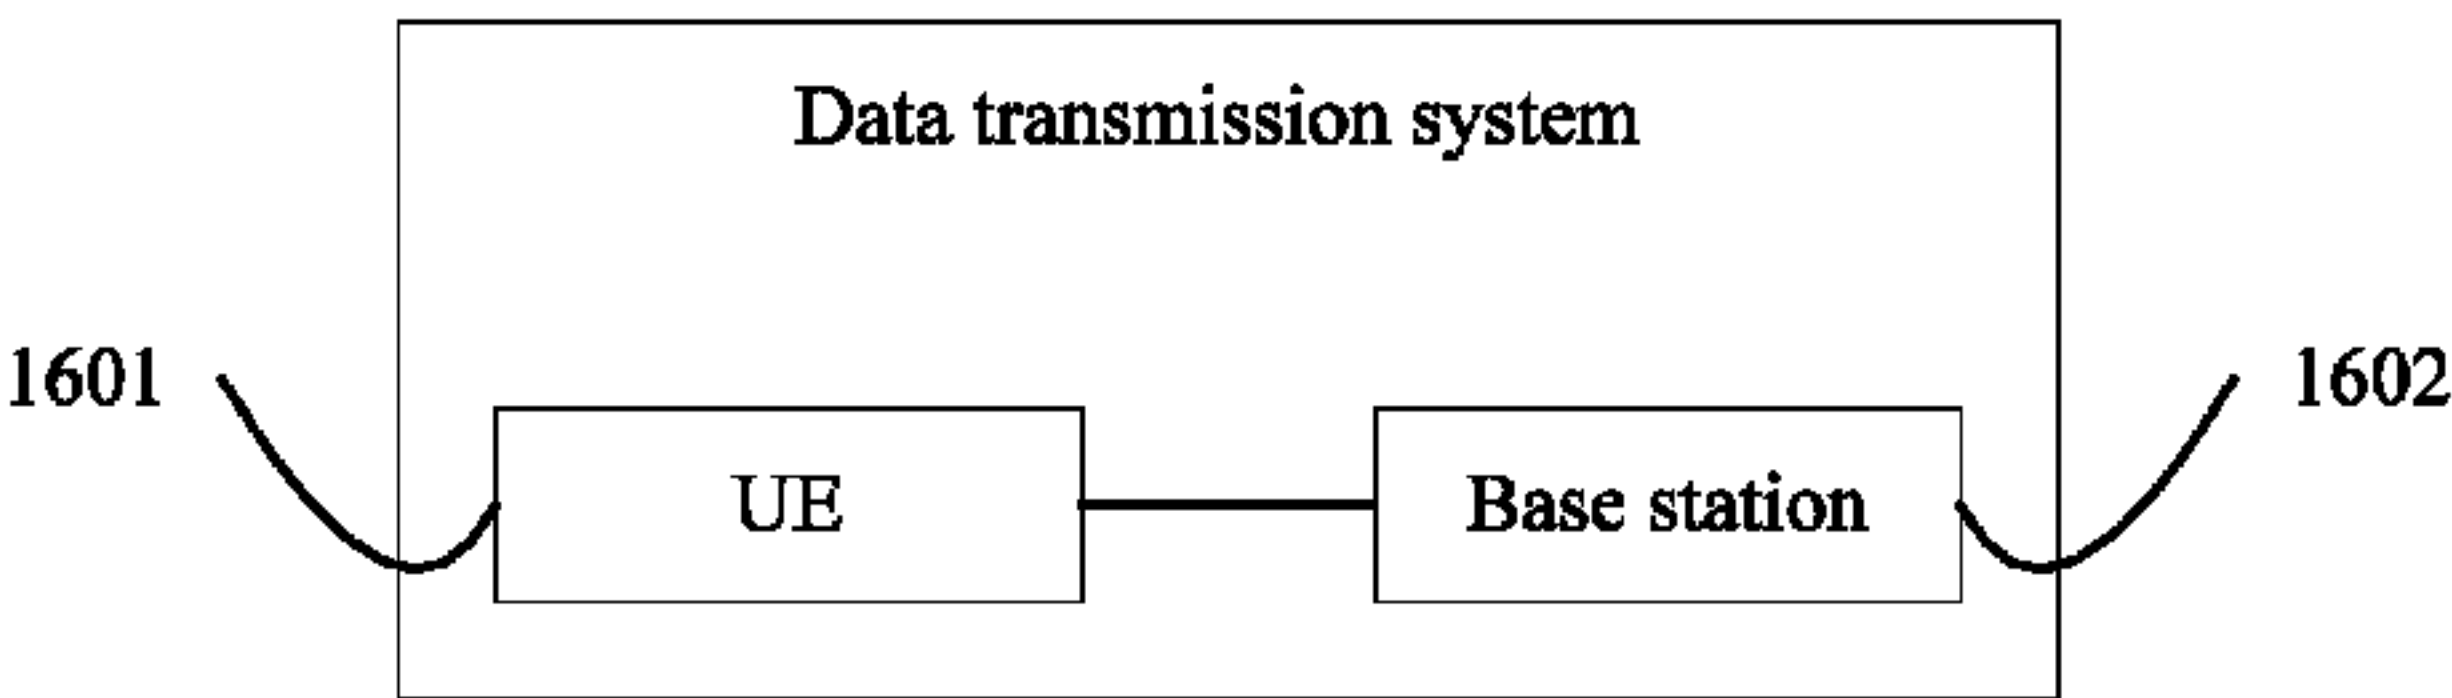 Data transmission system
1601
1602
UE
Base station